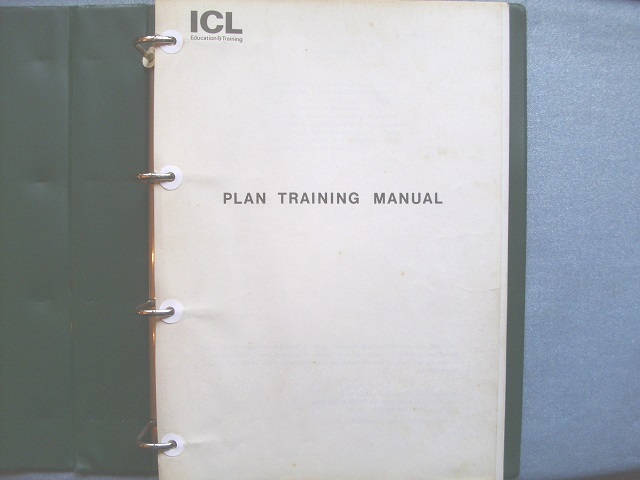 ICL
Education & Training
PLAN TRAINING MANUAL